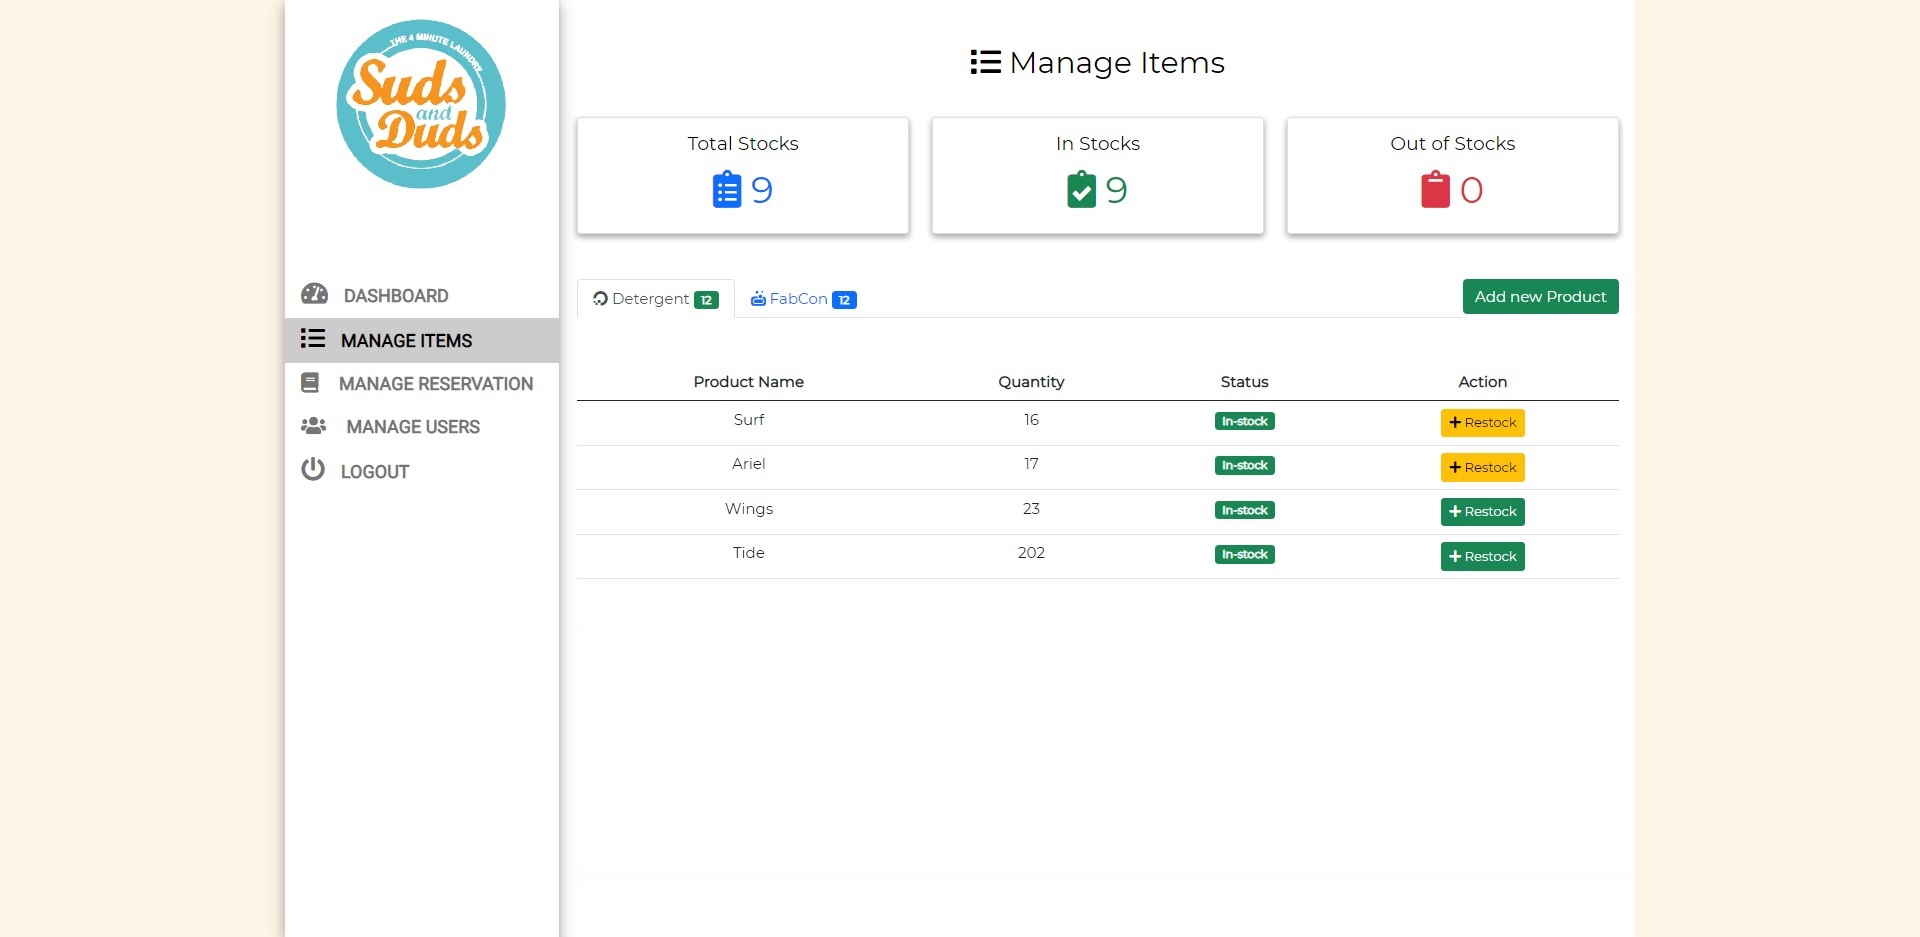 THE 4 MINUTE LAUNDRY
Suds
and
Duds
DASHBOARD
MANAGE ITEMS
MANAGE RESERVATION
MANAGE USERS
LOGOUT
Manage Items
Total Stocks
9
In Stocks
9
Out of Stocks
0
Detergent 12 FabCon 12 Add new Product
Product Name Quantity Status Action
Surf 16 In-stock Restock
Ariel 17 In-stock Restock
Wings 23 In-stock Restock
Tide 202 In-stock Restock